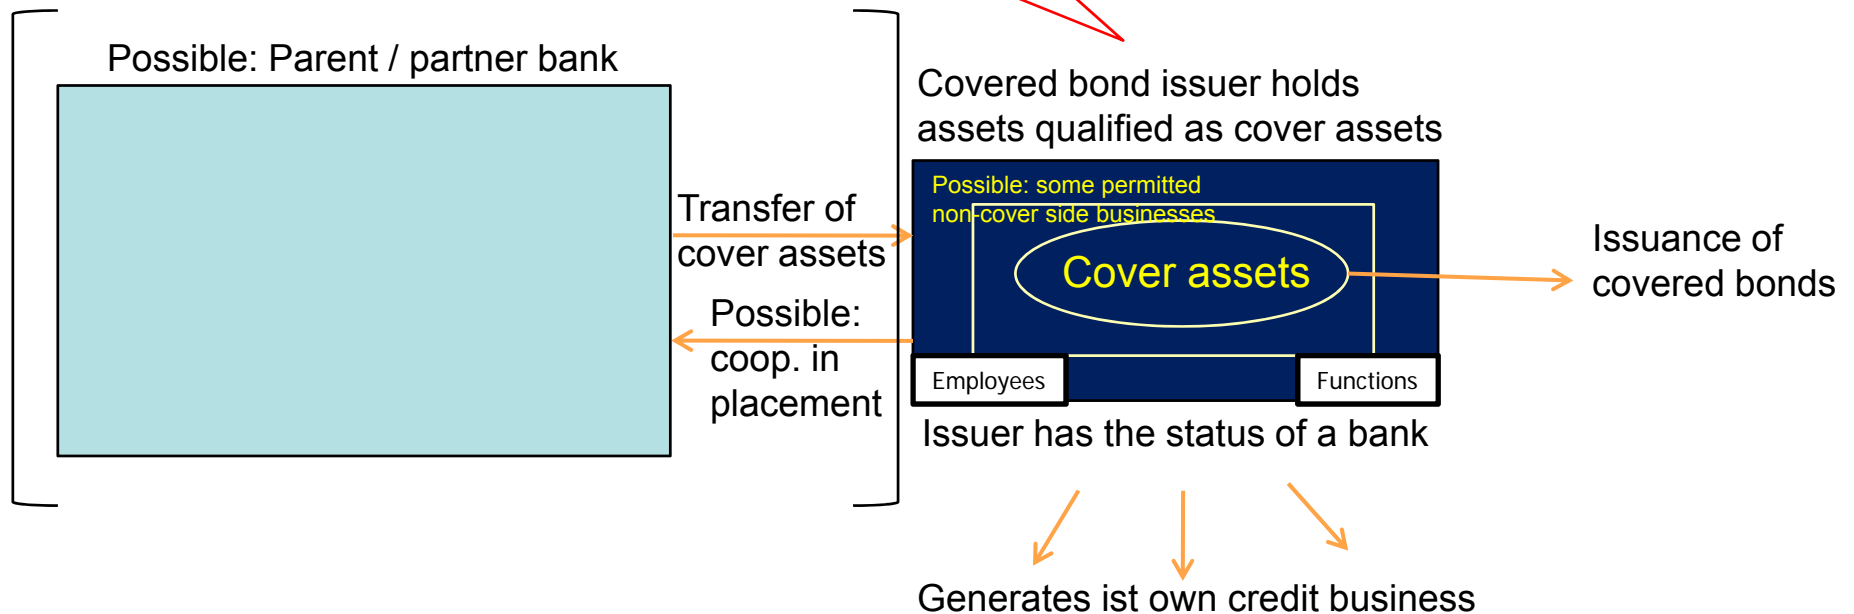 Possible: Parent / partner bank
Transfer of
cover assets
Possible:
coop. in
placement
Covered bond issuer holds
assets qualified as cover assets
Possible: some permitted
non-cover side businesses
Cover assets
Employees
Functions
Issuer has the status of a bank
Generates ist own credit business
Issuance of
covered bonds